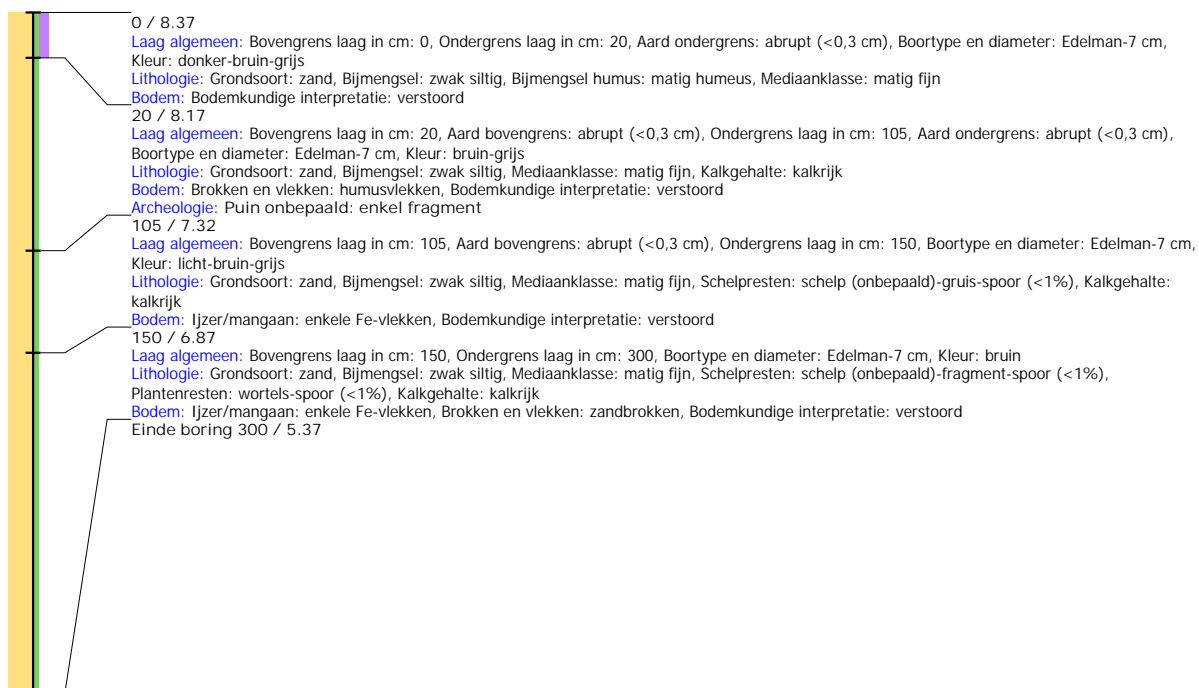 0 / 8.37
Laag algemeen: Bovengrens laag in cm: 0, Ondergrens laag in cm: 20, Aard ondergrens: abrupt (<0,3 cm), Boortype en diameter: Edelman-7 cm,
Kleur: donker-bruin-grijs
Lithologie: Grondsoort: zand, Bijmengsel: zwak siltig, Bijmengsel humus: matig humeus, Mediaanklasse: matig fijn
Bodem: Bodemkundige interpretatie: verstoord
20 / 8.17
Laag algemeen: Bovengrens laag in cm: 20, Aard bovengrens: abrupt (<0,3 cm), Ondergrens laag in cm: 105, Aard ondergrens: abrupt (<0,3 cm),
Boortype en diameter: Edelman-7 cm, Kleur: bruin-grijs
Lithologie: Grondsoort: zand, Bijmengsel: zwak siltig, Mediaanklasse: matig fijn, Kalkgehalte: kalkrijk
Bodem: Brokken en vlekken: humusvlekken, Bodemkundige interpretatie: verstoord
Archeologie: Puin onbepaald: enkel fragment
105 / 7.32
Laag algemeen: Bovengrens laag in cm: 105, Aard bovengrens: abrupt (<0,3 cm), Ondergrens laag in cm: 150, Boortype en diameter: Edelman-7 cm,
Kleur: licht-bruin-grijs
Lithologie: Grondsoort: zand, Bijmengsel: zwak siltig, Mediaanklasse: matig fijn, Schelpresten: schelp (onbepaald)-gruis-spoor (<1%), Kalkgehalte:
kalkrijk
Bodem: Ijzer/mangaan: enkele Fe-vlekken, Bodemkundige interpretatie: verstoord
150 / 6.87
Laag algemeen: Bovengrens laag in cm: 150, Ondergrens laag in cm: 300, Boortype en diameter: Edelman-7 cm, Kleur: bruin
Lithologie: Grondsoort: zand, Bijmengsel: zwak siltig, Mediaanklasse: matig fijn, Schelpresten: schelp (onbepaald)-fragment-spoor (<1%),
Plantenresten: wortels-spoor (<1%), Kalkgehalte: kalkrijk
Bodem: Ijzer/mangaan: enkele Fe-vlekken, Brokken en vlekken: zandbrokken, Bodemkundige interpretatie: verstoord
Einde boring 300 / 5.37